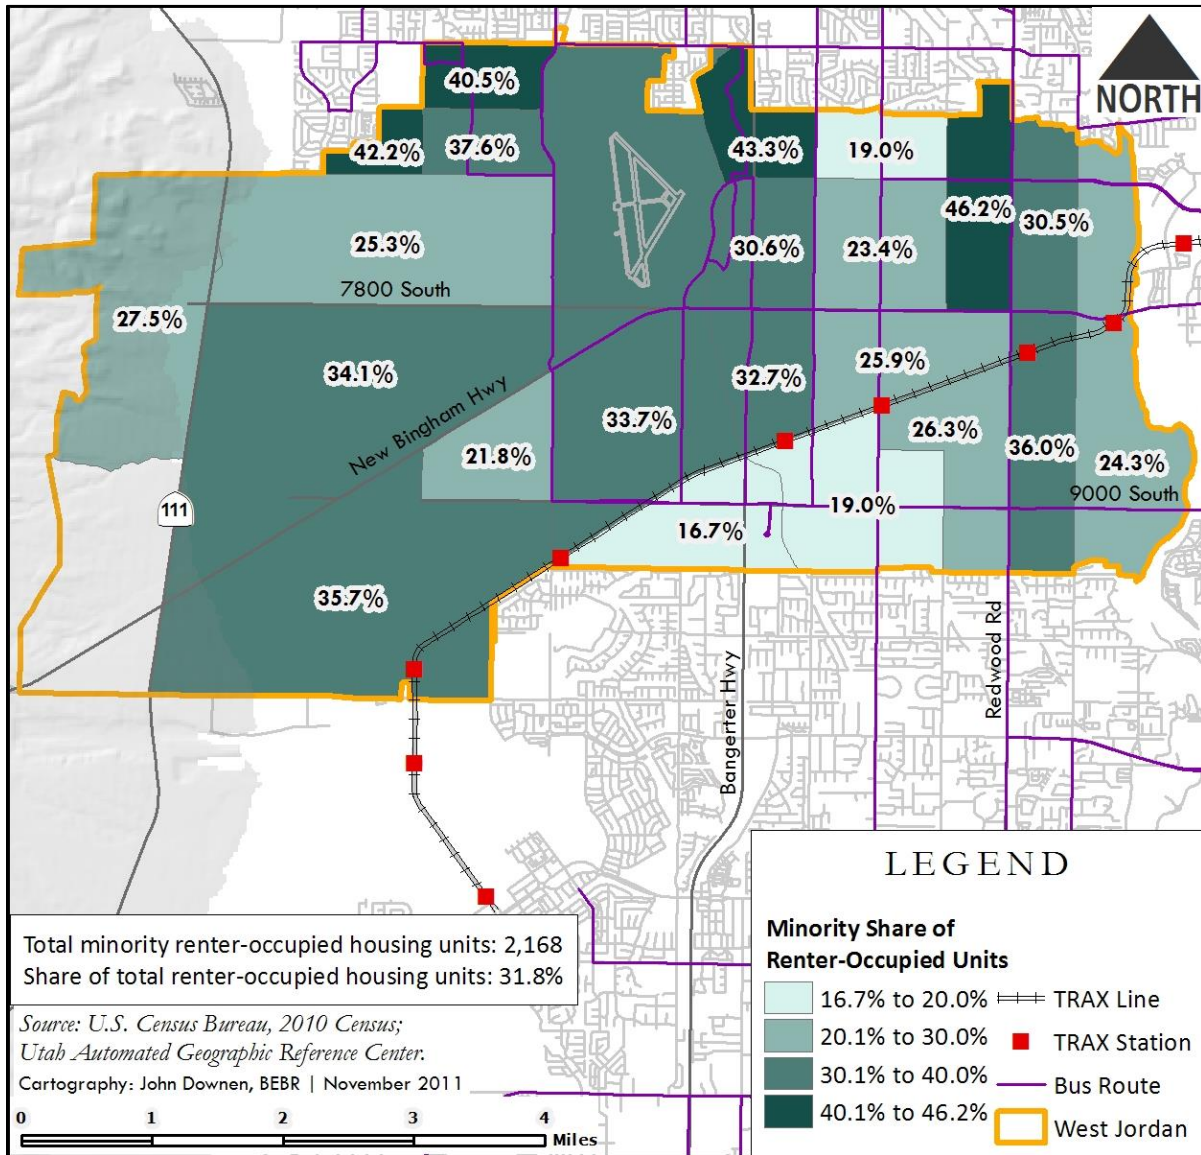 NORTH
40.5%
42.2%
37.6%
43.3%
19.0%
46.2%
30.5%
25.3%
30.6%
23.4%
7800 South
27.5%
34.1%
25.9%
32.7%
New Bingham Hwy
33.7%
26.3%
21.8%
36.0%
24.3%
9000 South
111
19.0%
16.7%
35.7%
Bangerter Hwy
Redwood Rd
LEGEND
Minority Share of
Renter-Occupied Units
16.7% to 20.0%
20.1% to 30.0%
30.1% to 40.0%
40.1% to 46.2%
TRAX Line
TRAX Station
Bus Route
West Jordan
Total minority renter-occupied housing units: 2,168
Share of total renter-occupied housing units: 31.8%
Source: U.S. Census Bureau, 2010 Census;
Utah Automated Geographic Reference Center.
Cartography: John Downen, BEBR | November 2011
0 1 2 3 4
Miles